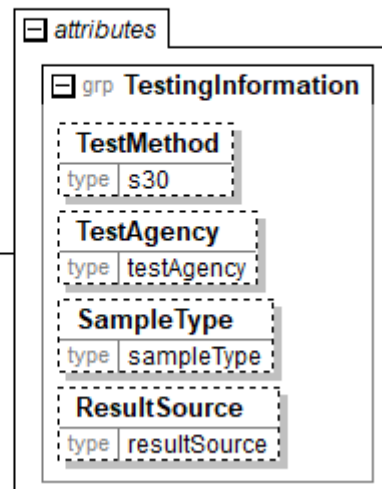 attributes
grp TestingInformation
TestMethod
type s30
TestAgency
type testAgency
SampleType
type sampleType
ResultSource
type resultSource